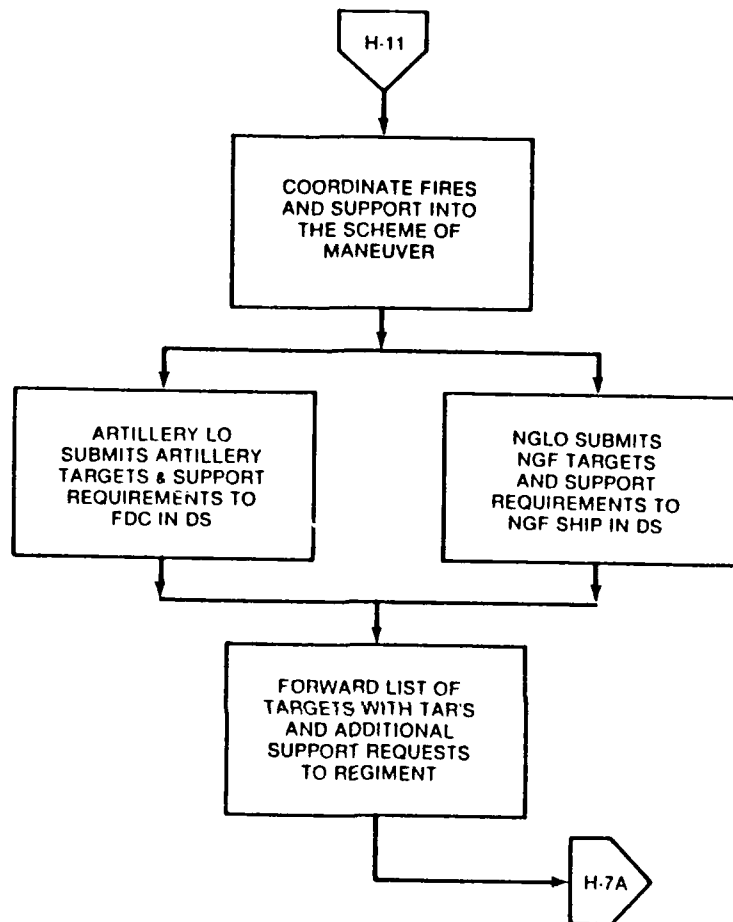 H-11
COORDINATE FIRES
AND SUPPORT INTO
THE SCHEME OF
MANEUVER
ARTILLERY LO
SUBMITS ARTILLERY
TARGETS & SUPPORT
REQUIREMENTS TO
FDC IN DS
NGLO SUBMITS
NGF TARGETS
AND SUPPORT
REQUIREMENTS TO
NGF SHIP IN DS
FORWARD LIST OF
TARGETS WITH TAR'S
AND ADDITIONAL
SUPPORT REQUESTS
TO REGIMENT
H-7A